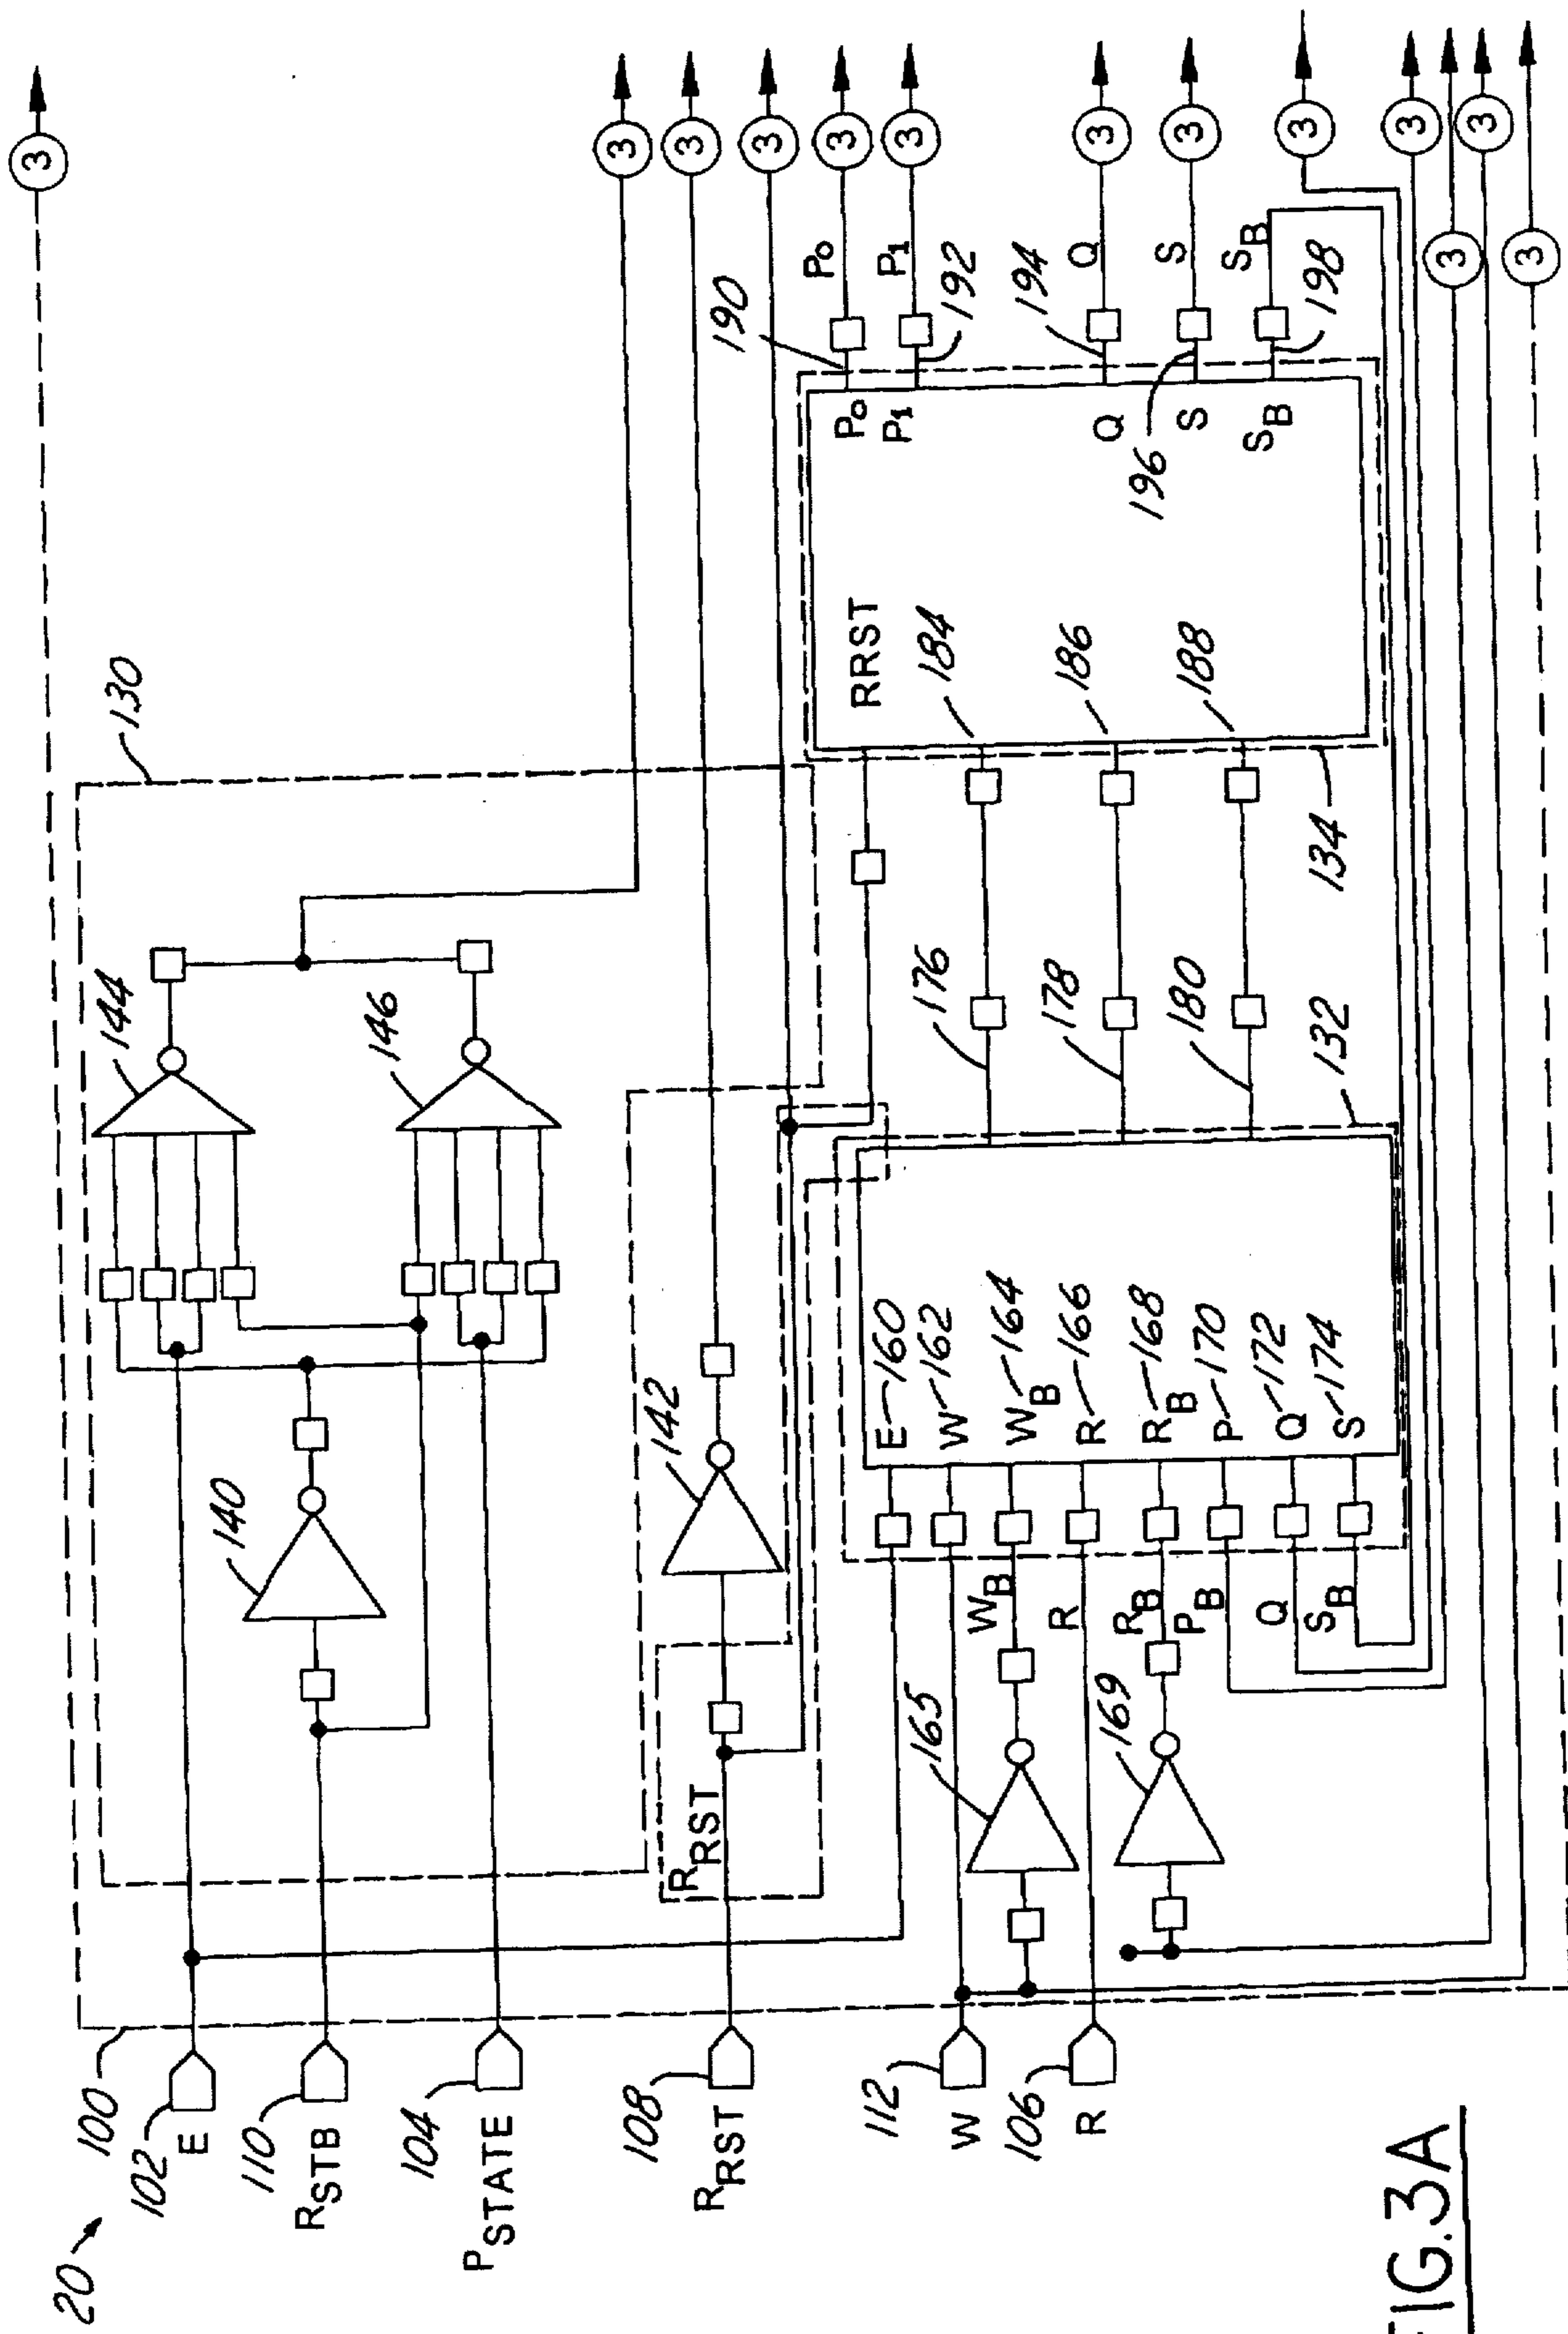 20
100
102
E
110
RSTB
104
PSTATE
108
RRST
112
W
106
R
130
140
144
146
142
RRST
165
169
WB
R
RB
PB
Q
SB
E 160
W 162
WB 164
R 166
RB 168
P 170
Q 172
S 174
132
176
178
180
134
RRST
184
186
188
P0
P1
Q
S
SB
190
192
194
196
198
P0
P1
Q
S
SB
3
3
3
3
3
3
3
3
3
3
3
3
3
FIG.3A